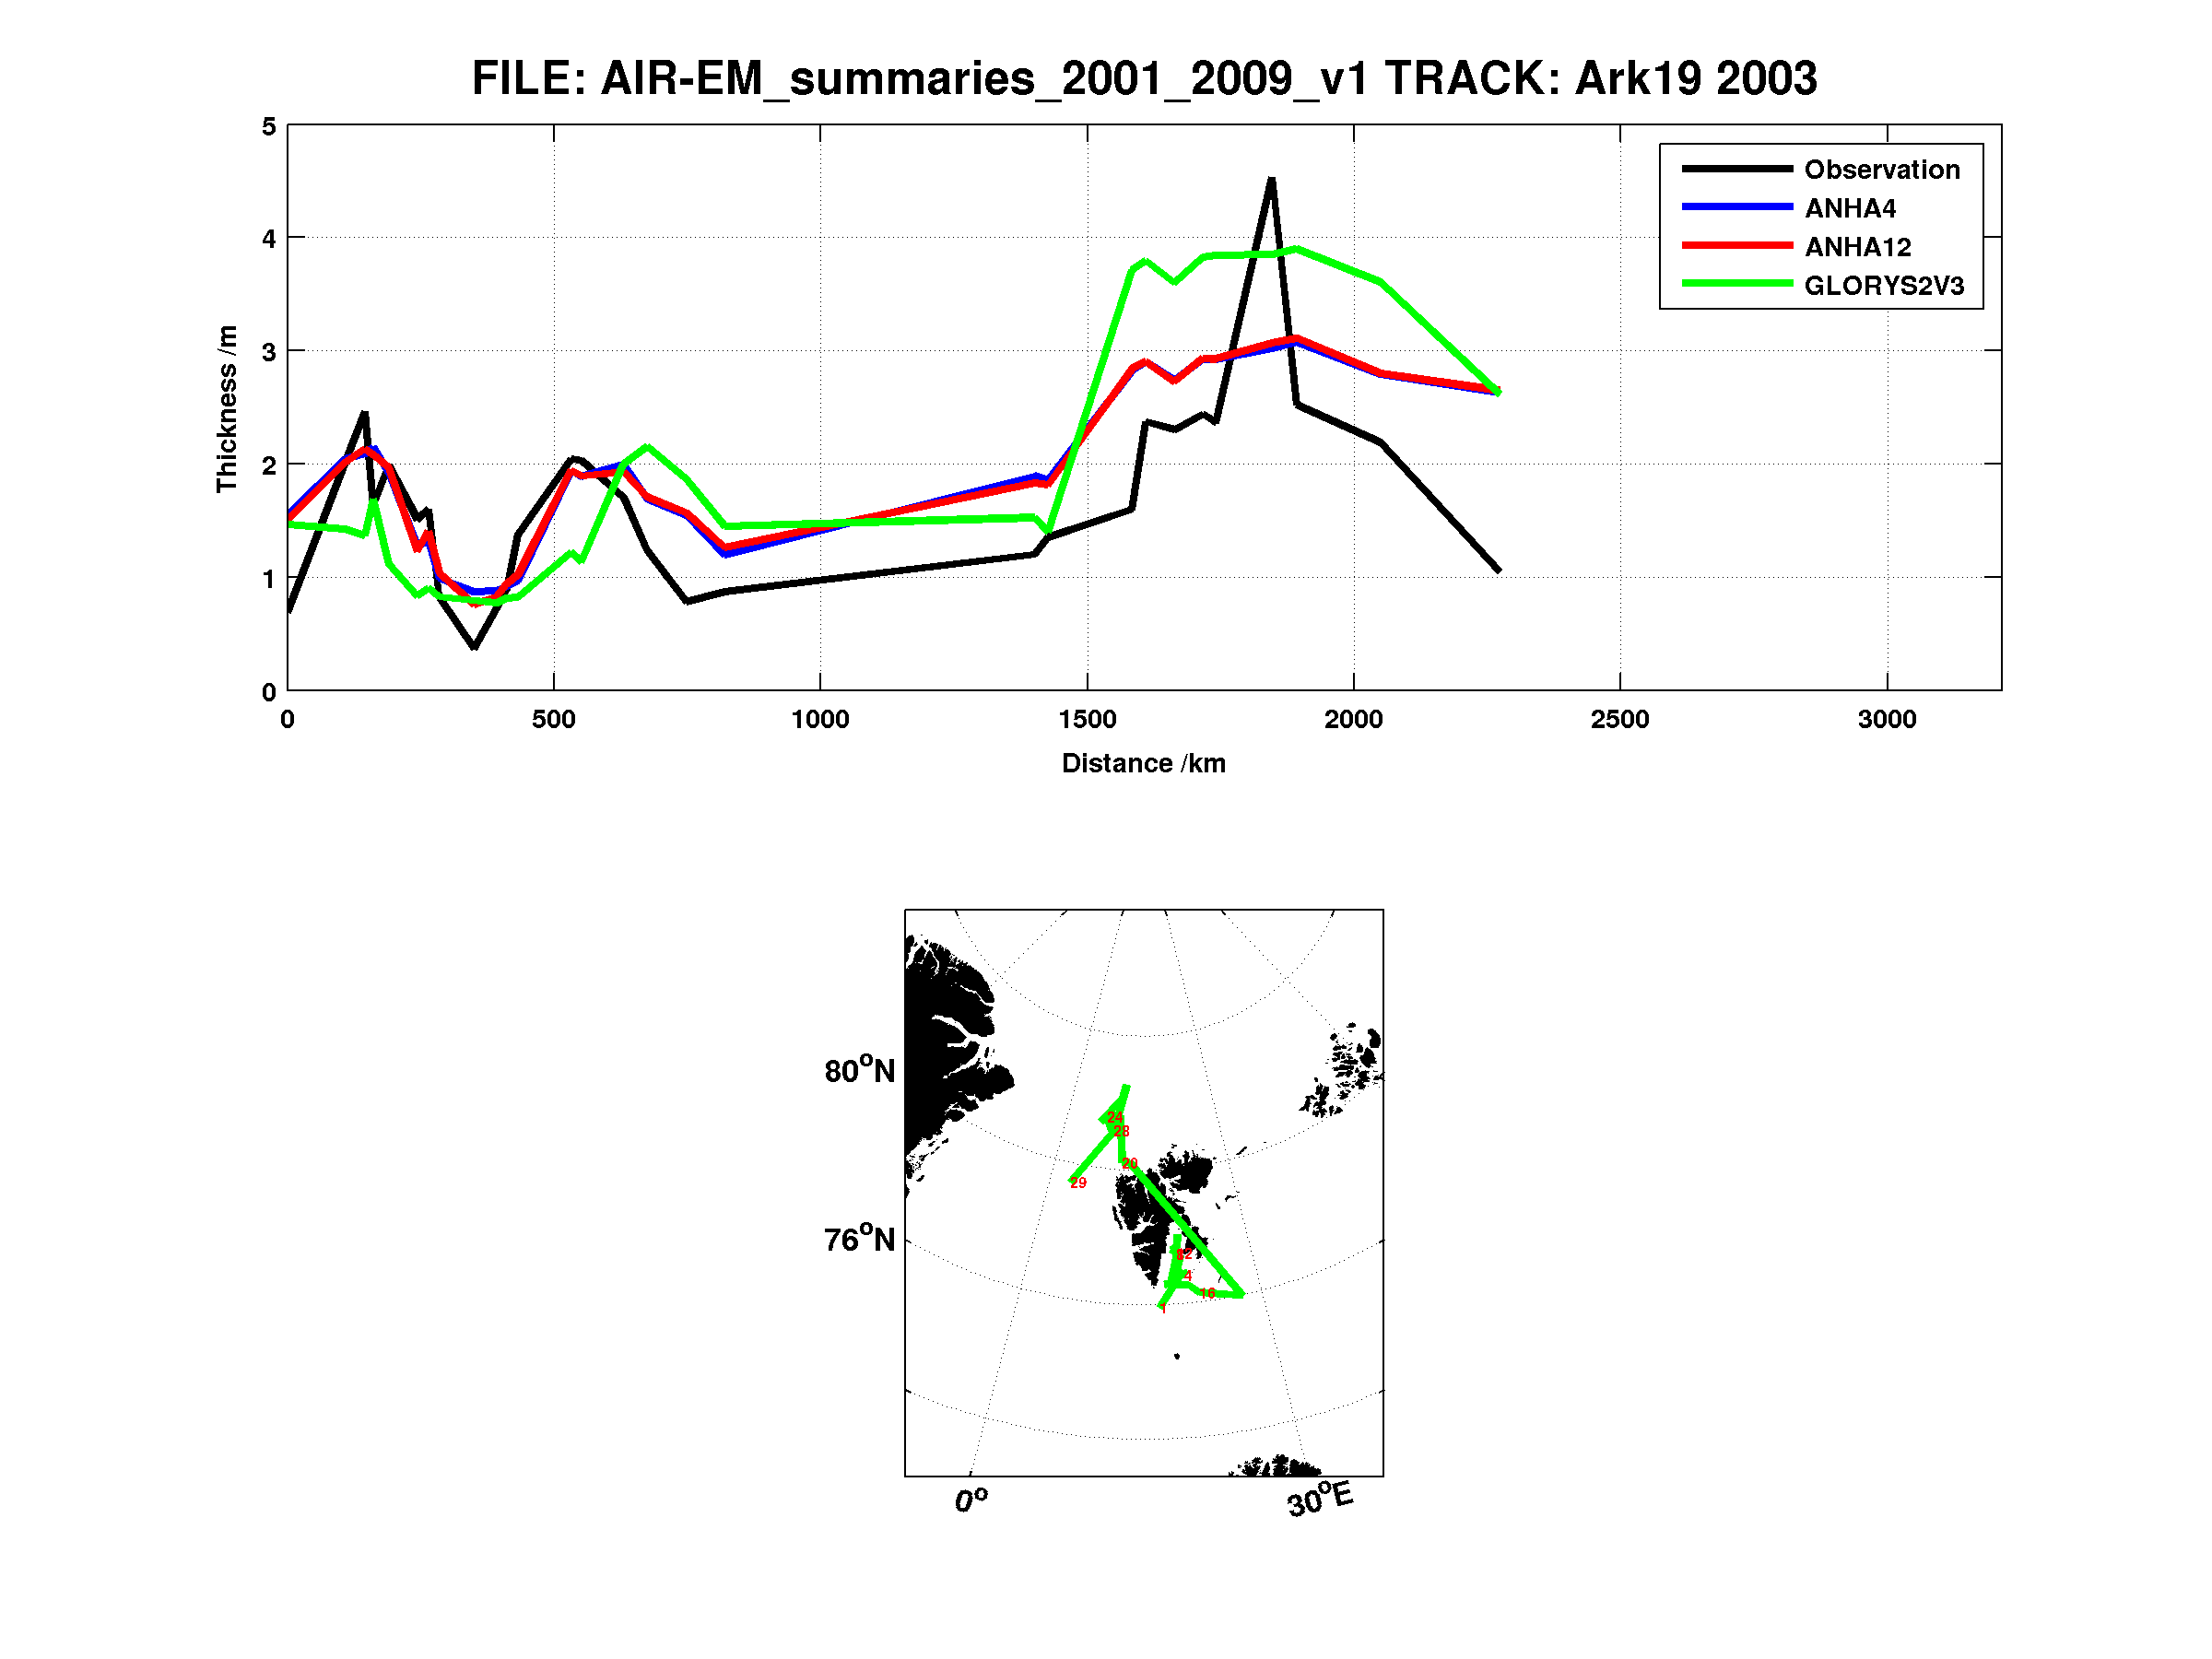 FILE: AIR-EM_summaries_2001_2009_v1 TRACK: Ark19 2003
5
4
3
2
1
0
Thickness /m
Observation
ANHA4
ANHA12
GLORYS2V3
0 500 1000 1500 2000 2500 3000
Distance /km
80°N
76°N
24
28
20
29
12
4
16
1
0°
30°E